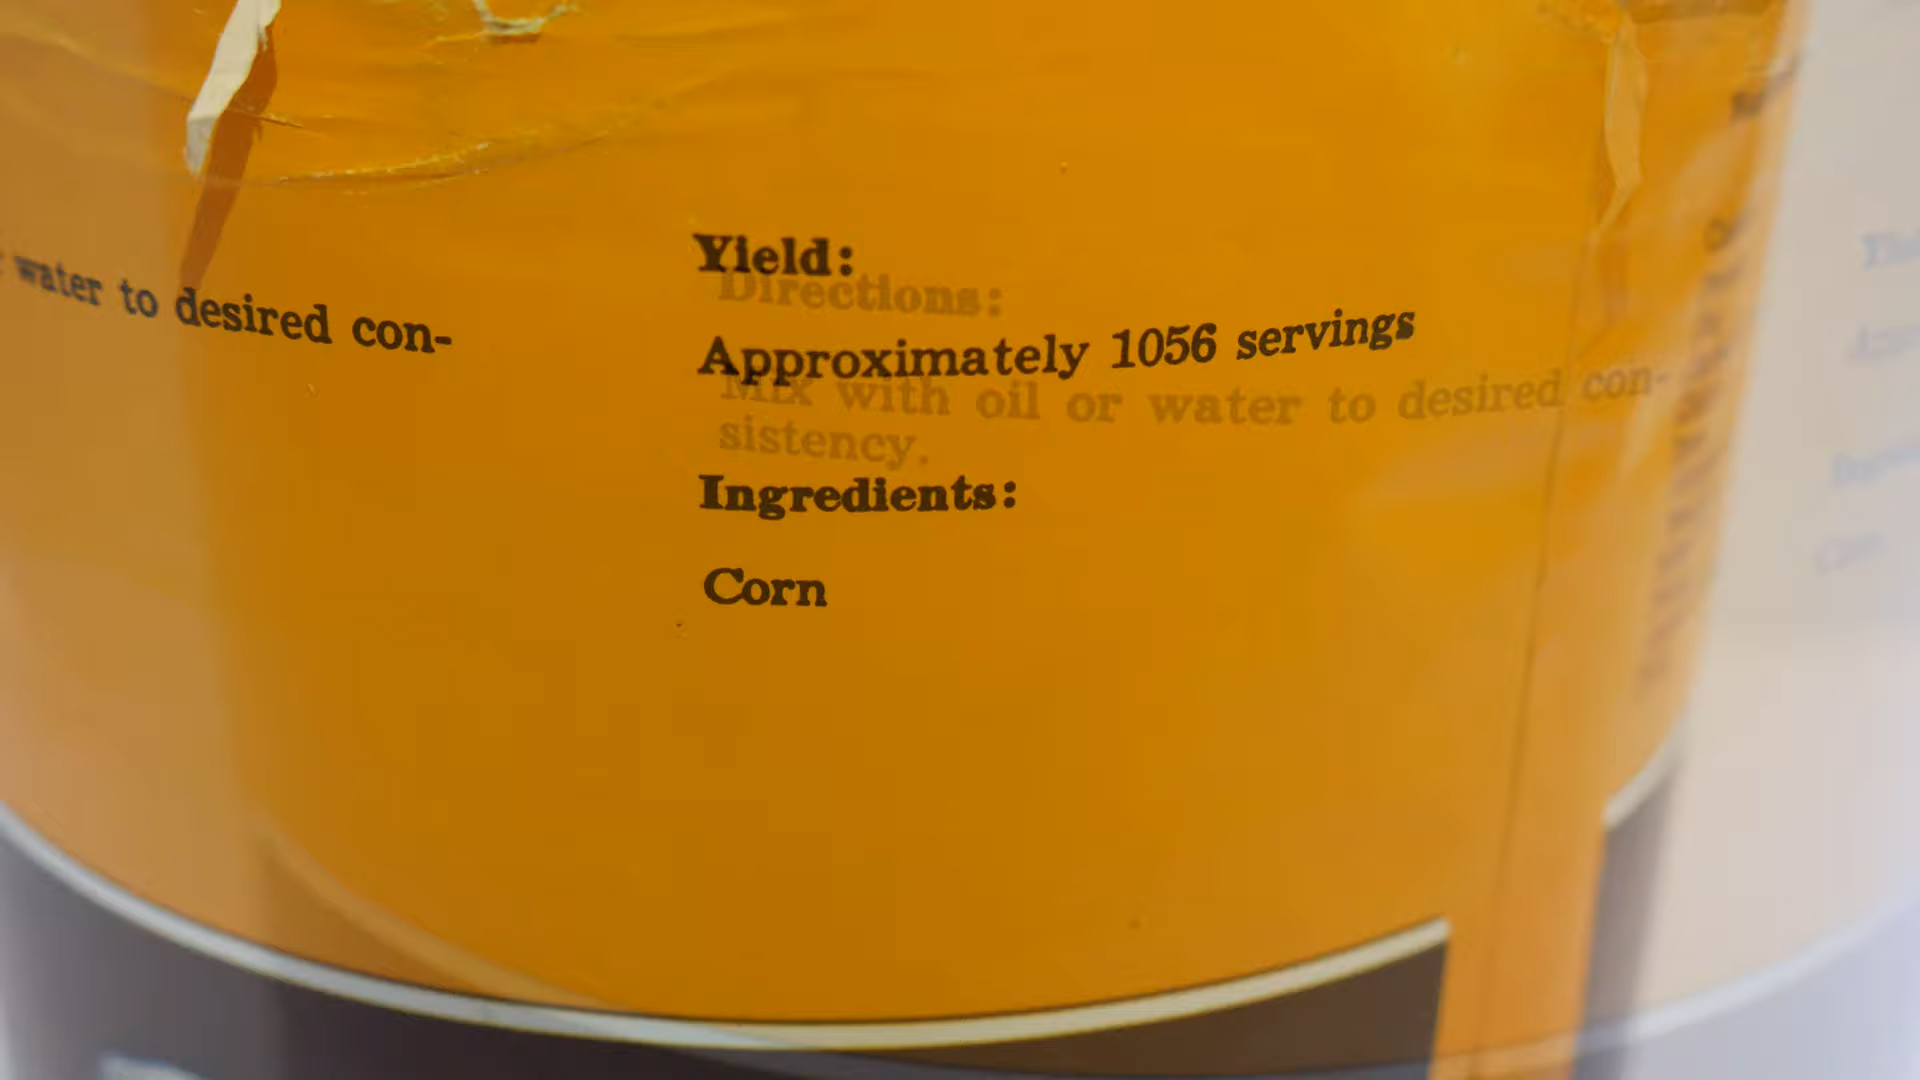 water to desired con-
Yield:
Directions:
Approximately 1056 servings
Mix with oil or water to desired con-
sistency.
Ingredients:
Corn